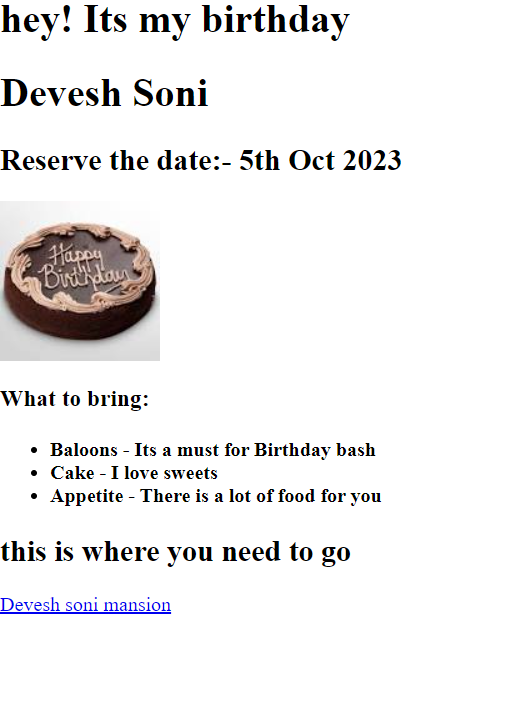 hey! Its my birthday
Devesh Soni
Reserve the date:- 5th Oct 2023
Happy
Birthday
What to bring:
Baloons - Its a must for Birthday bash
Cake - I love sweets
Appetite - There is a lot of food for you
this is where you need to go
Devesh soni mansion